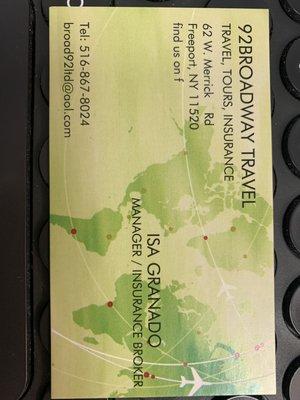 92BROADWAY TRAVEL
TRAVEL, TOURS, INSURANCE
62 W. Merrick Rd
Freeport, NY 11520
find us on f
ISA GRANADO
MANAGER / INSURANCE BROKER
Tel: 516-867-8024
broad92ltd@aol.com